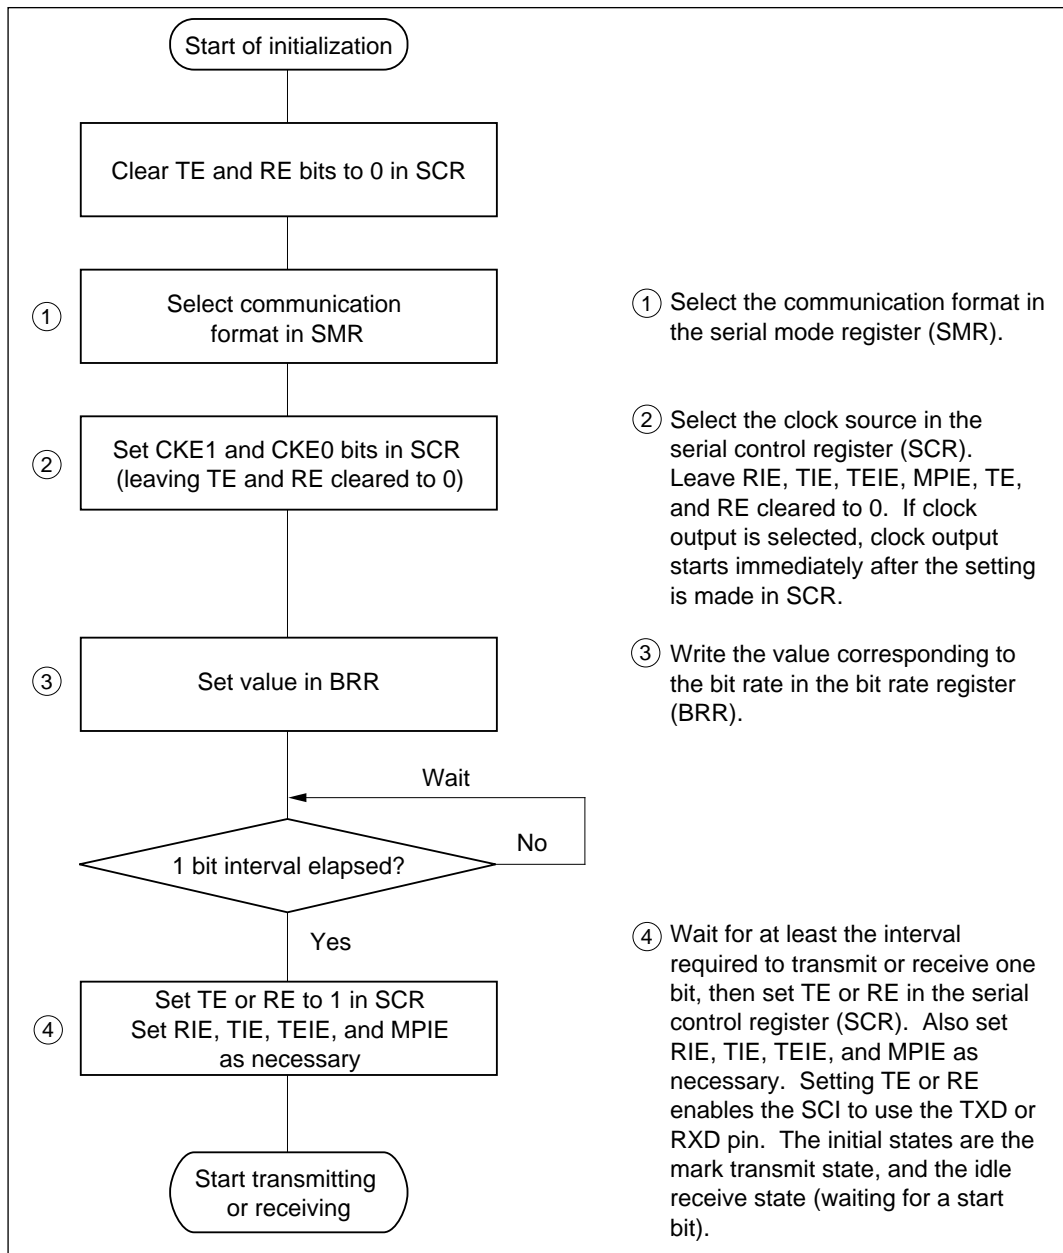 Start of initialization
Clear TE and RE bits to 0 in SCR
1
Select communication
format in SMR
1 Select the communication format in
the serial mode register (SMR).
2
Set CKE1 and CKE0 bits in SCR
(leaving TE and RE cleared to 0)
2 Select the clock source in the
serial control register (SCR).
Leave RIE, TIE, TEIE, MPIE, TE,
and RE cleared to 0.  If clock
output is selected, clock output
starts immediately after the setting
is made in SCR.
3
Set value in BRR
3 Write the value corresponding to
the bit rate in the bit rate register
(BRR).
Wait
No
1 bit interval elapsed?
Yes
4
Set TE or RE to 1 in SCR
Set RIE, TIE, TEIE, and MPIE
as necessary
4 Wait for at least the interval
required to transmit or receive one
bit, then set TE or RE in the serial
control register (SCR).  Also set
RIE, TIE, TEIE, and MPIE as
necessary.  Setting TE or RE
enables the SCI to use the TXD or
RXD pin.  The initial states are the
mark transmit state, and the idle
receive state (waiting for a start
bit).
Start transmitting
or receiving